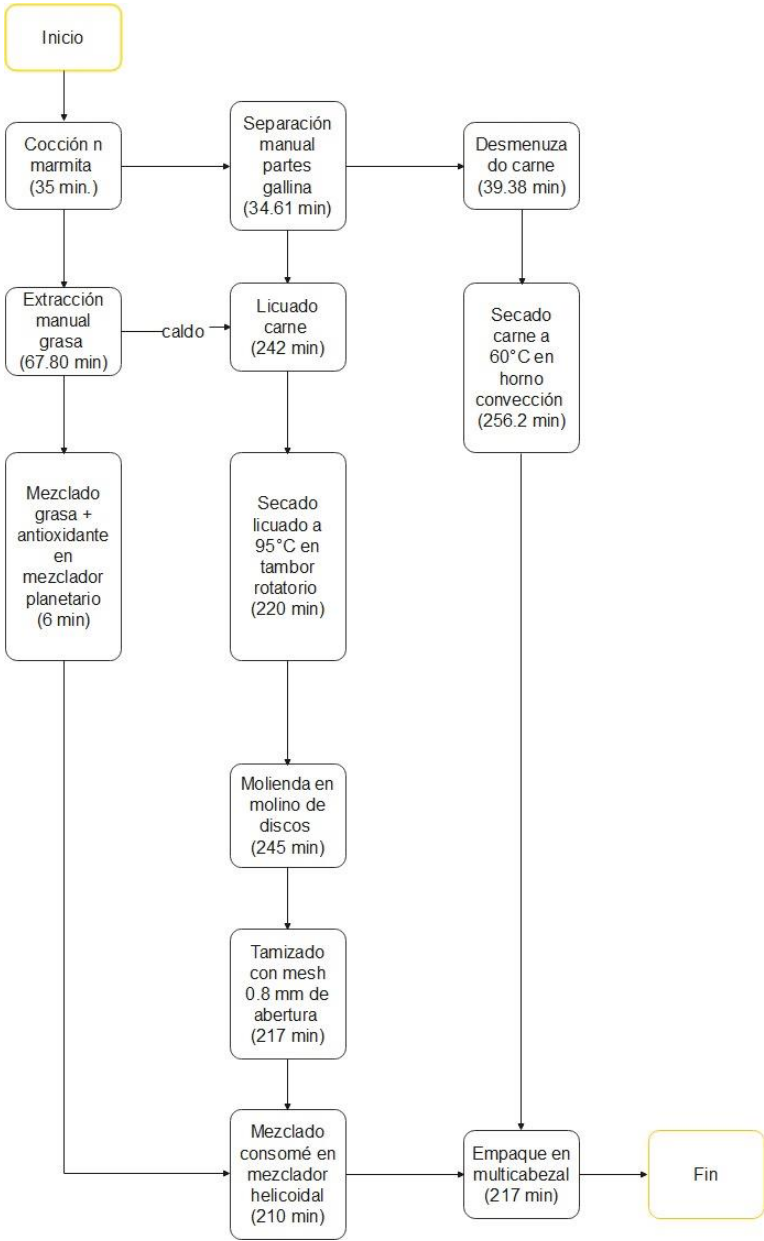 Inicio
Cocción n
marmita
(35 min.)
Separación
manual
partes
gallina
(34.61 min)
Desmenuza
do carne
(39.38 min)
Extracción
manual
grasa
(67.80 min)
caldo
Licuado
carne
(242 min)
Secado
carne a
60°C en
horno
convección
(256.2 min)
Mezclado
grasa +
antioxidante
en
mezclador
planetario
(6 min)
Secado
licuado a
95°C en
tambor
rotatorio
(220 min)
Molienda en
molino de
discos
(245 min)
Tamizado
con mesh
0.8 mm de
abertura
(217 min)
Mezclado
consomé en
mezclador
helicoidal
(210 min)
Empaque en
multicabezal
(217 min)
Fin